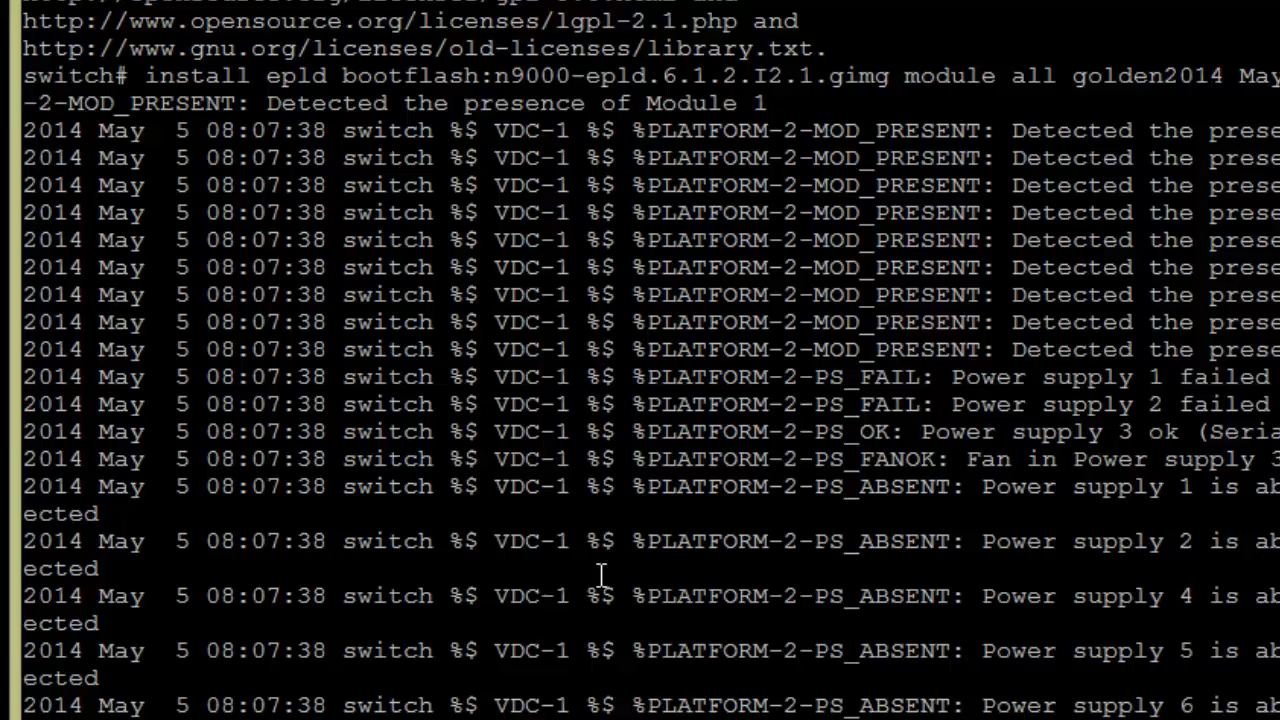 http://www.opensource.org/licenses/lgpl-2.1.php and
http://www.gnu.org/licenses/old-licenses/library.txt.
switch# install epld bootflash:n9000-epld.6.1.2.I2.1.gimg module all golden2014 May
-2-MOD_PRESENT: Detected the presence of Module 1
2014 May  5 08:07:38 switch %$ VDC-1 %$ %PLATFORM-2-MOD_PRESENT: Detected the prese
2014 May  5 08:07:38 switch %$ VDC-1 %$ %PLATFORM-2-MOD_PRESENT: Detected the prese
2014 May  5 08:07:38 switch %$ VDC-1 %$ %PLATFORM-2-MOD_PRESENT: Detected the prese
2014 May  5 08:07:38 switch %$ VDC-1 %$ %PLATFORM-2-MOD_PRESENT: Detected the prese
2014 May  5 08:07:38 switch %$ VDC-1 %$ %PLATFORM-2-MOD_PRESENT: Detected the prese
2014 May  5 08:07:38 switch %$ VDC-1 %$ %PLATFORM-2-MOD_PRESENT: Detected the prese
2014 May  5 08:07:38 switch %$ VDC-1 %$ %PLATFORM-2-MOD_PRESENT: Detected the prese
2014 May  5 08:07:38 switch %$ VDC-1 %$ %PLATFORM-2-MOD_PRESENT: Detected the prese
2014 May  5 08:07:38 switch %$ VDC-1 %$ %PLATFORM-2-MOD_PRESENT: Detected the prese
2014 May  5 08:07:38 switch %$ VDC-1 %$ %PLATFORM-2-PS_FAIL: Power supply 1 failed
2014 May  5 08:07:38 switch %$ VDC-1 %$ %PLATFORM-2-PS_FAIL: Power supply 2 failed
2014 May  5 08:07:38 switch %$ VDC-1 %$ %PLATFORM-2-PS_OK: Power supply 3 ok (Seria
2014 May  5 08:07:38 switch %$ VDC-1 %$ %PLATFORM-2-PS_FANOK: Fan in Power supply 3
2014 May  5 08:07:38 switch %$ VDC-1 %$ %PLATFORM-2-PS_ABSENT: Power supply 1 is ab
ected
2014 May  5 08:07:38 switch %$ VDC-1 %$ %PLATFORM-2-PS_ABSENT: Power supply 2 is ab
ected
2014 May  5 08:07:38 switch %$ VDC-1 %$ %PLATFORM-2-PS_ABSENT: Power supply 4 is ab
ected
2014 May  5 08:07:38 switch %$ VDC-1 %$ %PLATFORM-2-PS_ABSENT: Power supply 5 is ab
ected
2014 May  5 08:07:38 switch %$ VDC-1 %$ %PLATFORM-2-PS_ABSENT: Power supply 6 is ab